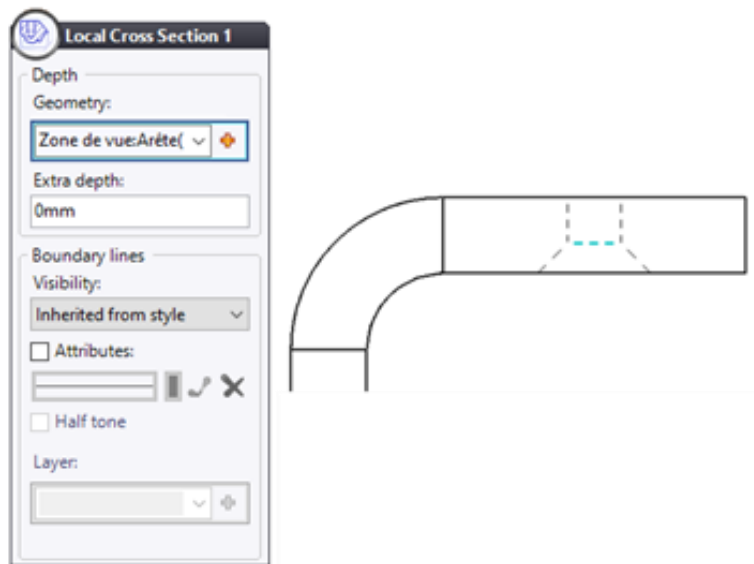 Local Cross Section 1
Depth
Geometry:
Zone de vue:Arête(
Extra depth:
0mm
Boundary lines
Visibility:
Inherited from style
Attributes:
Half tone
Layer: